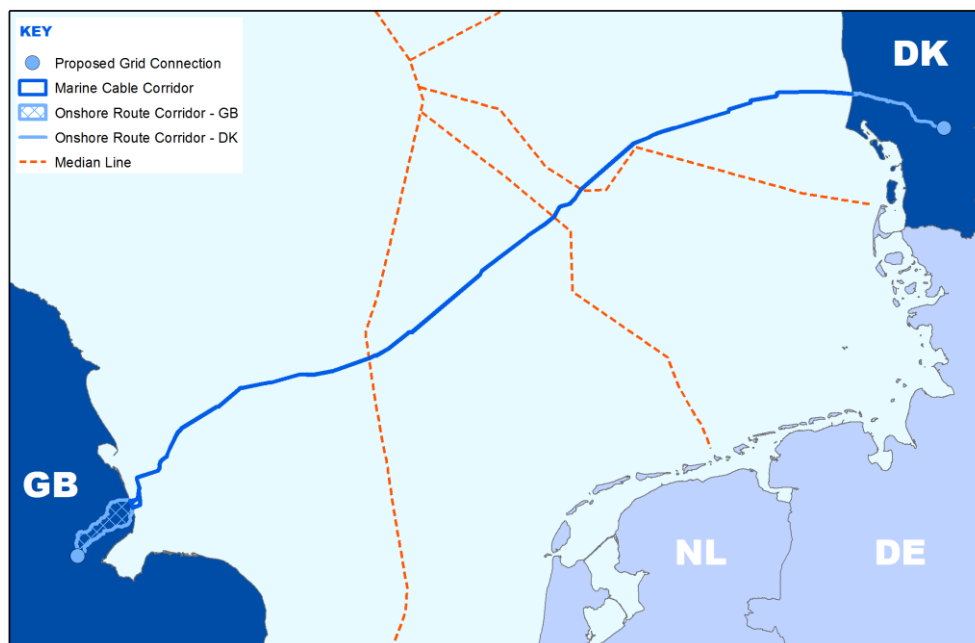 KEY
Proposed Grid Connection
Marine Cable Corridor
Onshore Route Corridor - GB
Onshore Route Corridor - DK
Median Line
DK
GB
NL
DE